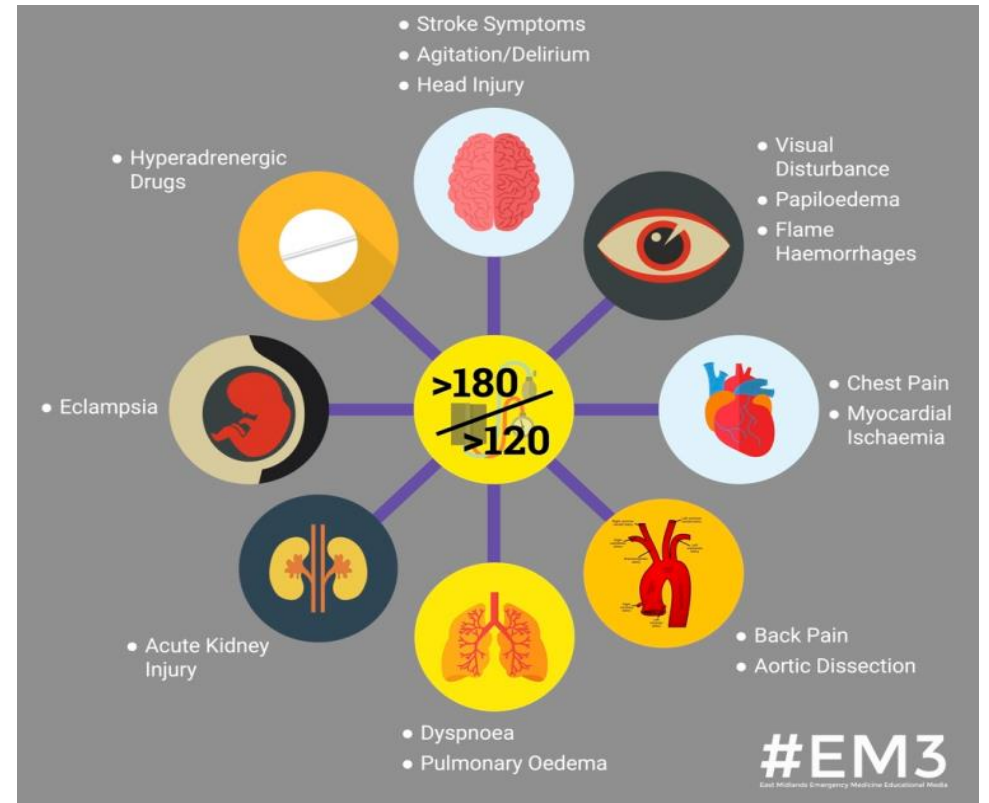 ● Stroke Symptoms
● Agitation/Delirium
● Head Injury
● Hyperadrenergic
Drugs
● Visual
Disturbance
● Papiloedema
● Flame
Haemorrhages
● Eclampsia
>180
>120
● Chest Pain
● Myocardial
Ischaemia
● Acute Kidney
Injury
● Back Pain
● Aortic Dissection
● Dyspnoea
● Pulmonary Oedema
#EM3
East Midlands Emergency Medicine Educational Media